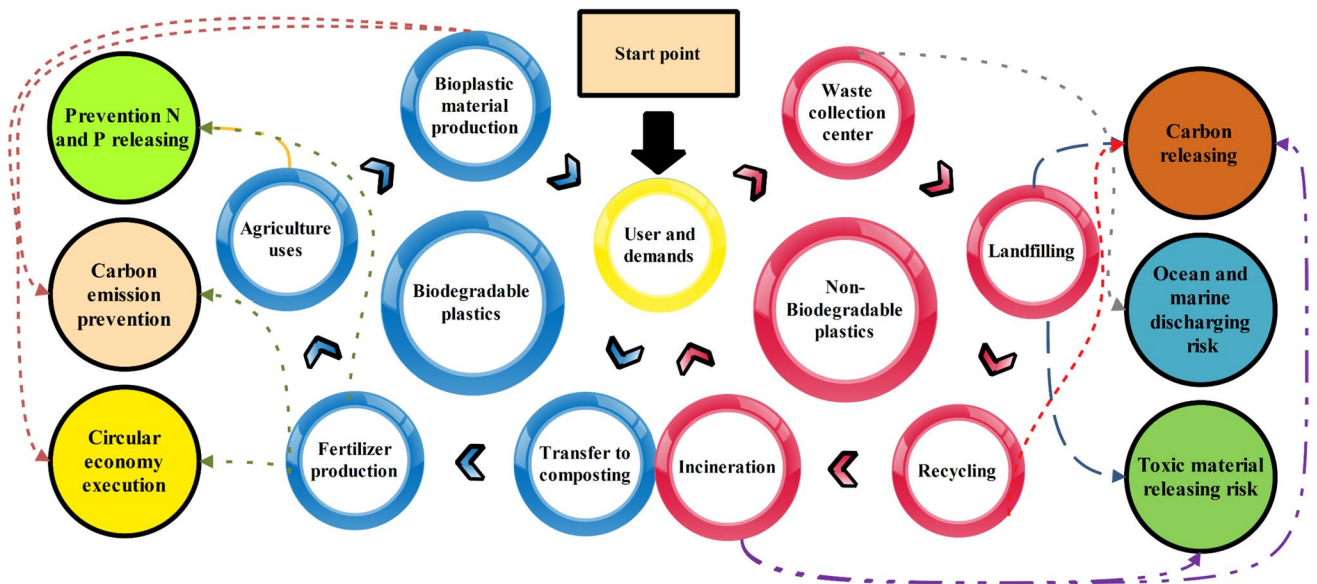 Start point
Bioplastic
material
production
Waste
collection
center
Prevention N
and P releasing
Carbon
releasing
Agriculture
uses
User and
demands
Landfilling
Carbon
emission
prevention
Biodegradable
plastics
Non-
Biodegradable
plastics
Ocean and
marine
discharging
risk
Circular
economy
execution
Fertilizer
production
Transfer to
composting
Incineration
Recycling
Toxic material
releasing risk